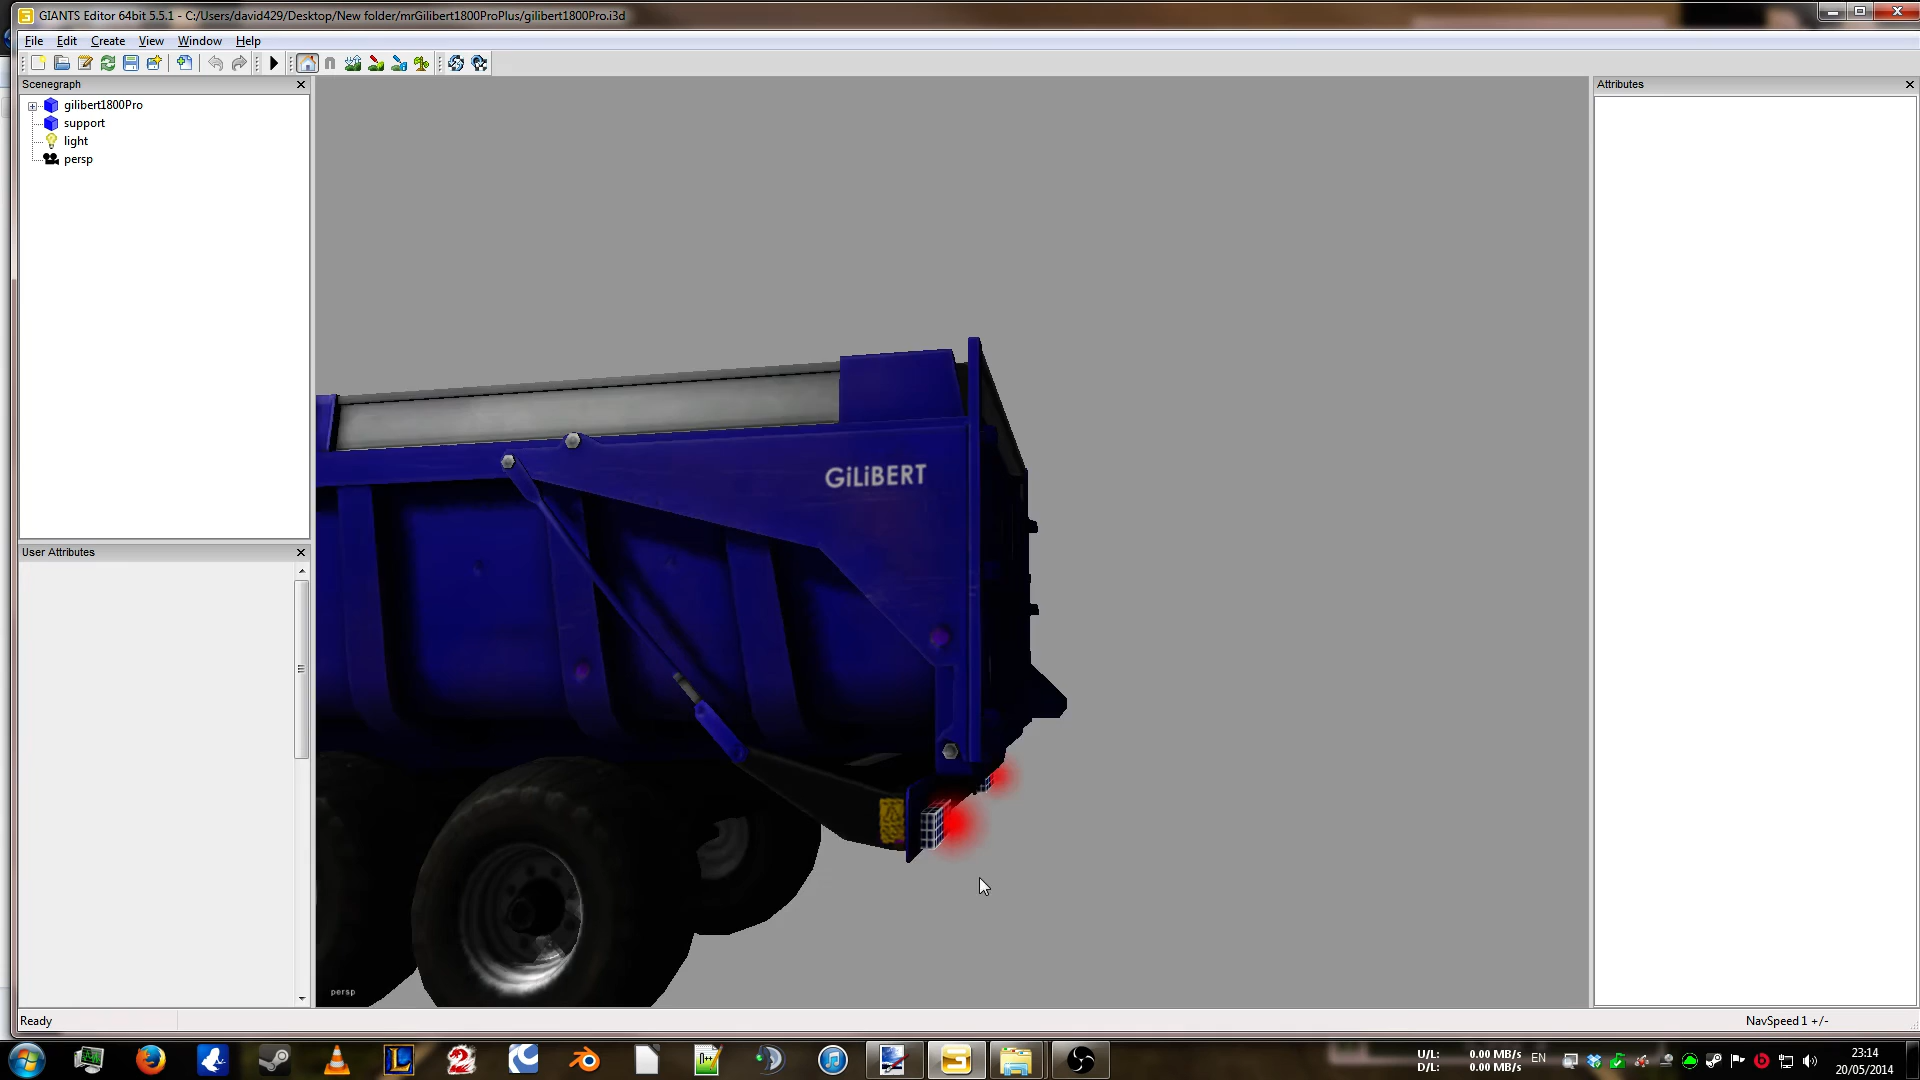 GIANTS Editor 64bit 5.5.1 - C:/Users/david429/Desktop/New folder/mrGilibert1800ProPlus/gilibert1800Pro.i3d
File Edit Create View Window Help
Scenegraph
Attributes
gilibert1800Pro
support
light
persp
GiLiBERT
User Attributes
persp
Ready
NavSpeed 1 +/-
U/L: 0.00 MB/s
D/L: 0.00 MB/s
EN
23:14
20/05/2014